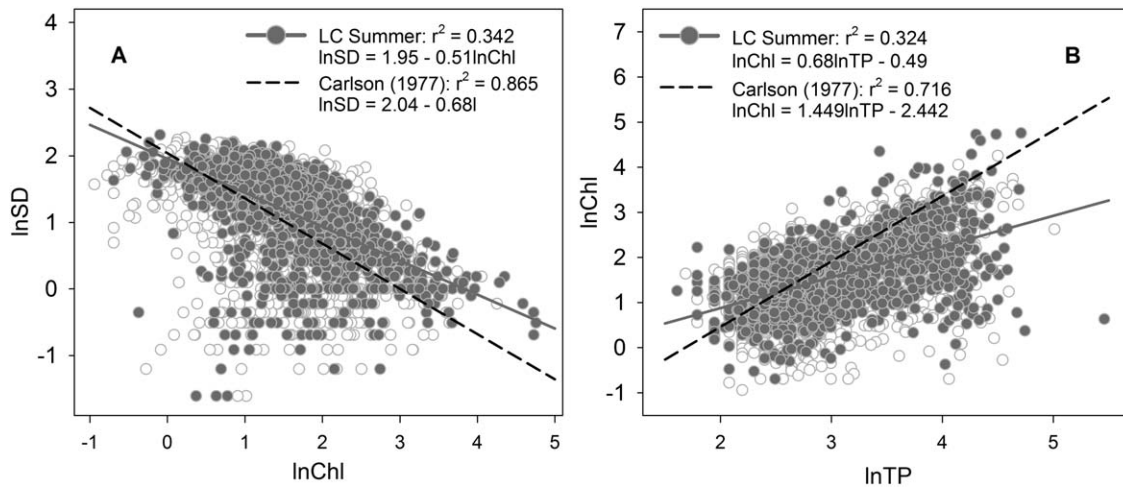 A
LC Summer: r² = 0.342
lnSD = 1.95 - 0.51lnChl
Carlson (1977): r² = 0.865
lnSD = 2.04 - 0.68l
4
3
2
1
0
-1
lnSD
-1 0 1 2 3 4 5
lnChl
B
LC Summer: r² = 0.324
lnChl = 0.68lnTP - 0.49
Carlson (1977): r² = 0.716
lnChl = 1.449lnTP - 2.442
7
6
5
4
3
2
1
0
-1
lnChl
2 3 4 5
lnTP